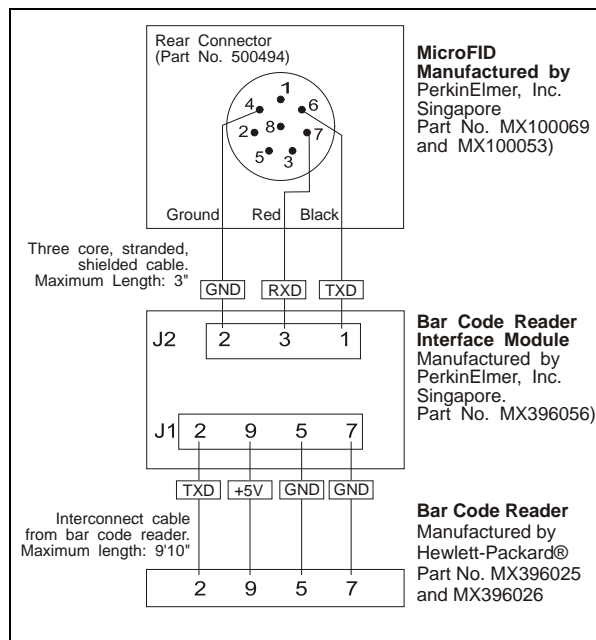 Rear Connector
(Part No. 500494)
1
4
6
8
2
7
5
3
Ground
Red
Black
MicroFID
Manufactured by
PerkinElmer, Inc.
Singapore
Part No. MX100069
and MX100053)
Three core, stranded,
shielded cable.
Maximum Length: 3"
GND
RXD
TXD
J2
2
3
1
Bar Code Reader
Interface Module
Manufactured by
PerkinElmer, Inc.
Singapore.
Part No. MX396056)
J1
2
9
5
7
TXD
+5V
GND
GND
Interconnect cable
from bar code reader.
Maximum length: 9'10"
2
9
5
7
Bar Code Reader
Manufactured by
Hewlett-Packard®
Part No. MX396025
and MX396026